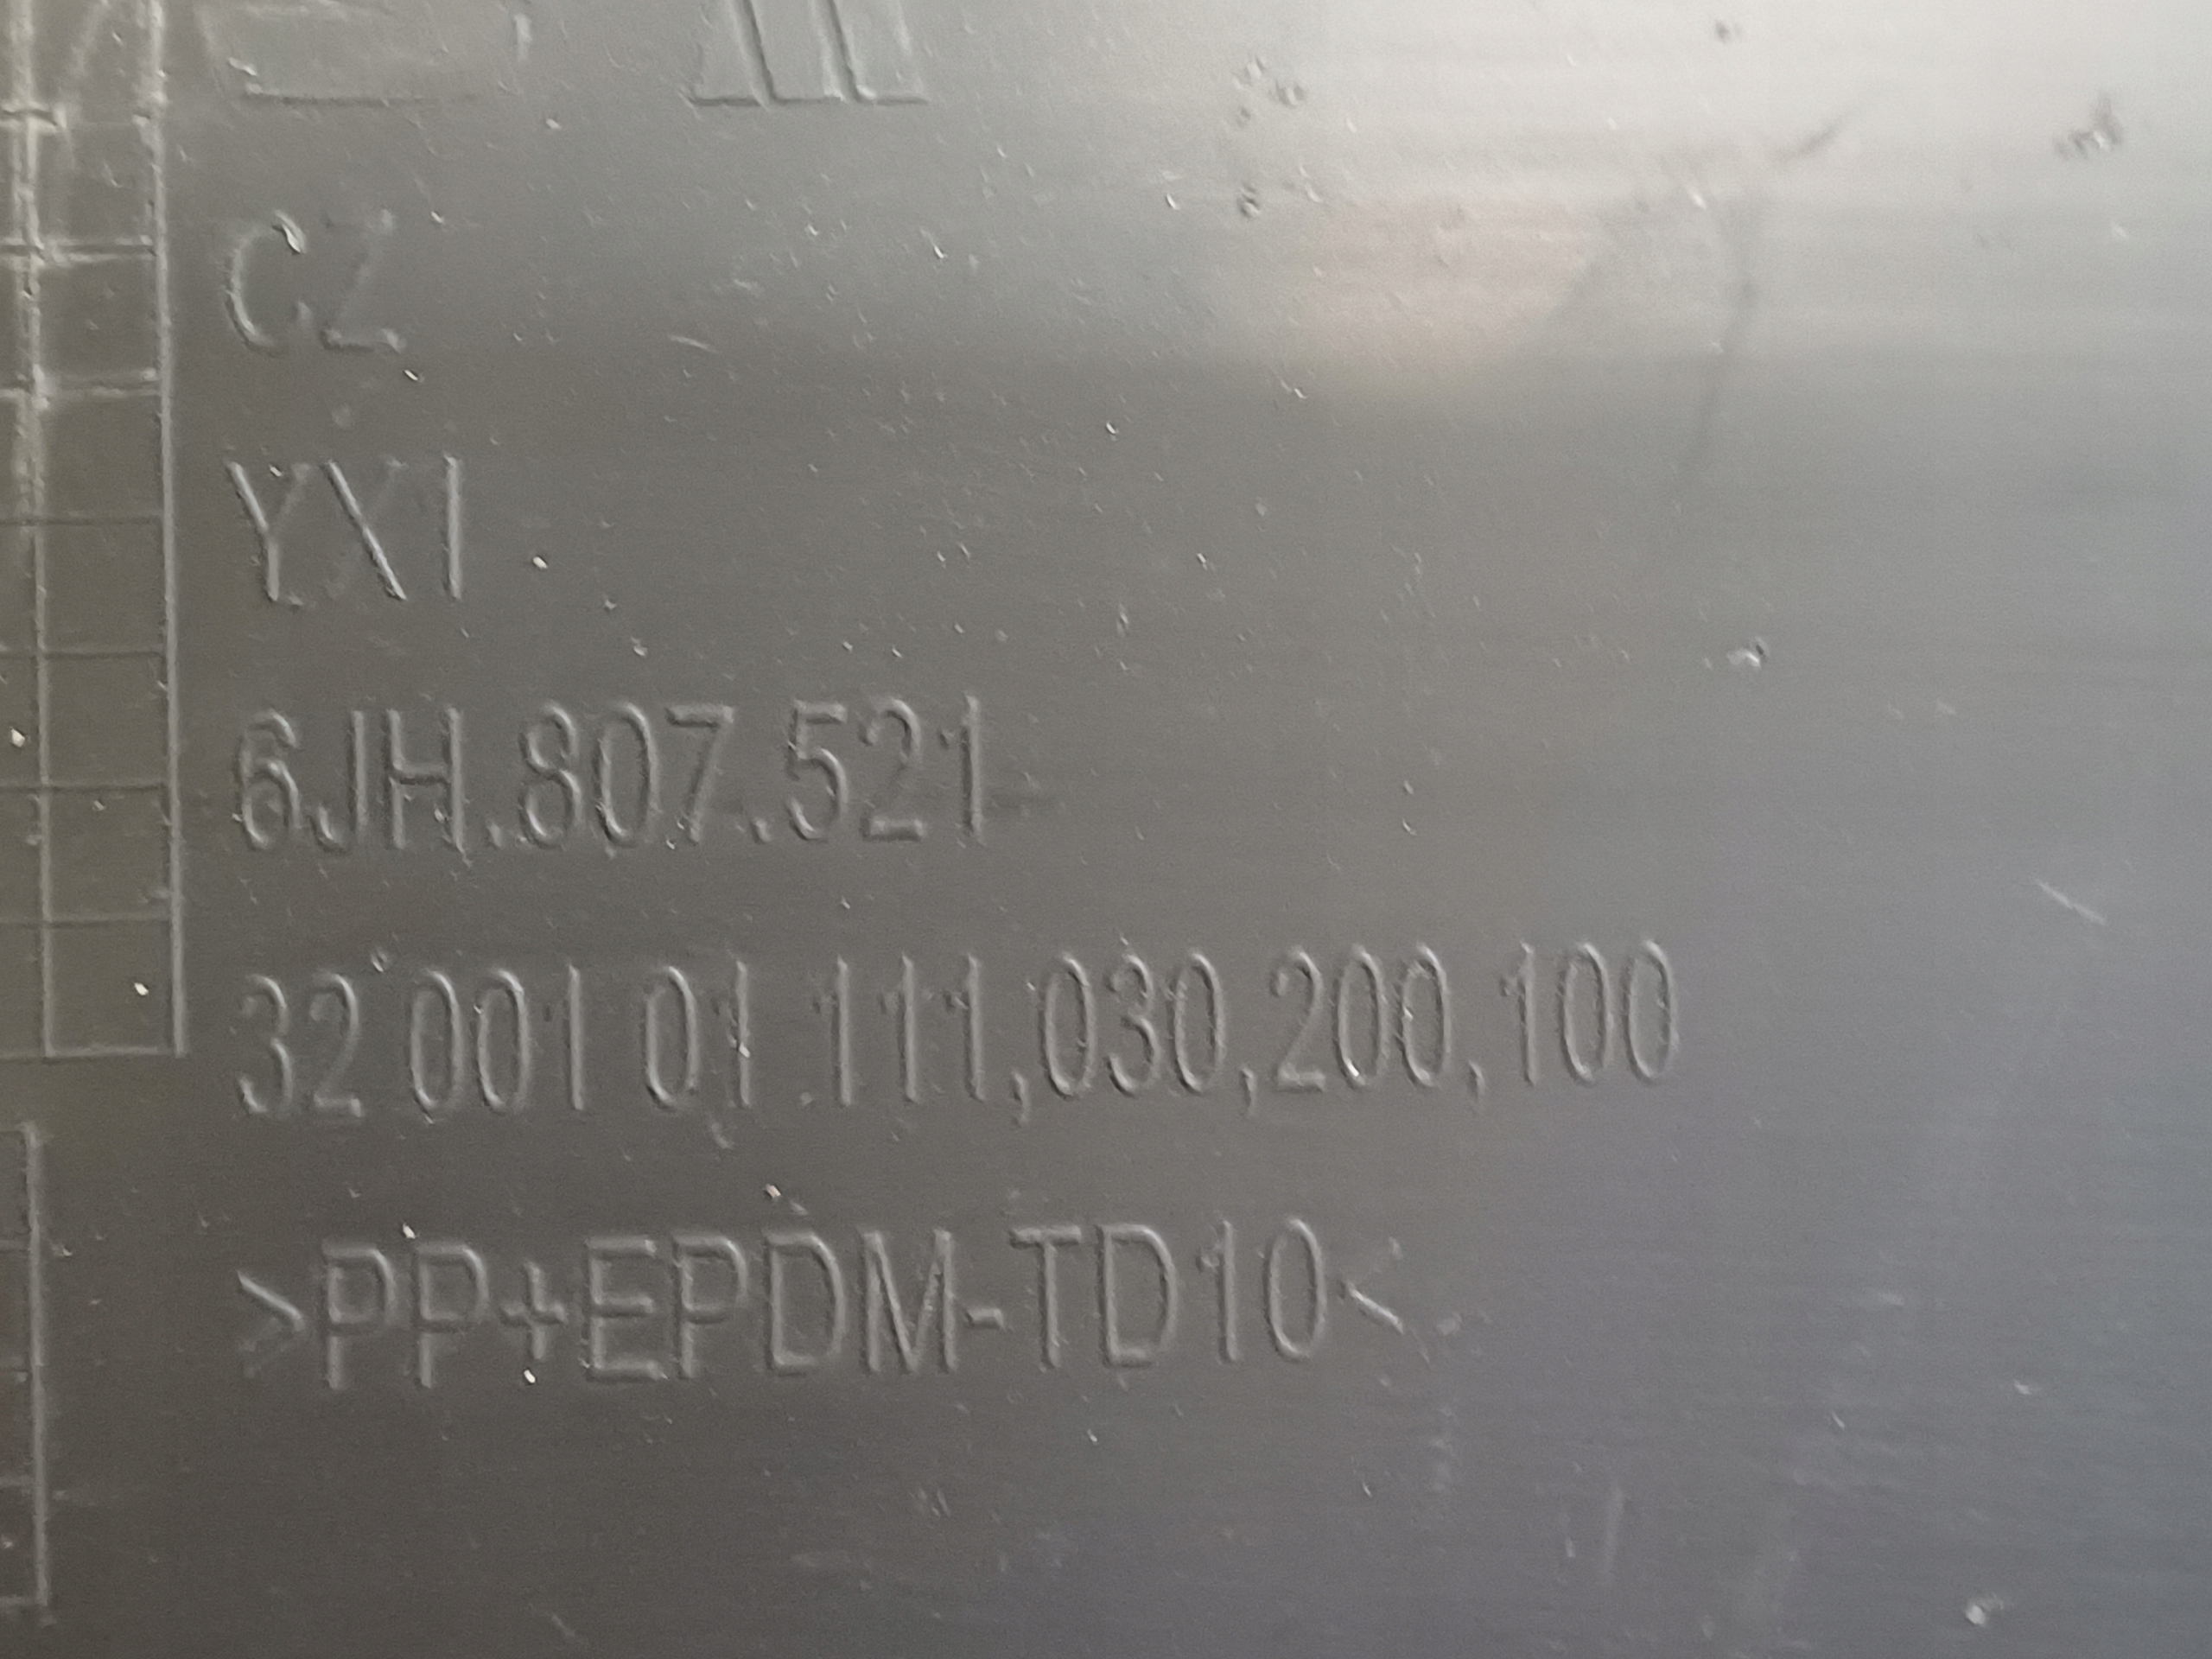 CZ
YX1
6JH.807.521
32 001 01 111,030,200,100
>PP+EPDM-TD10<